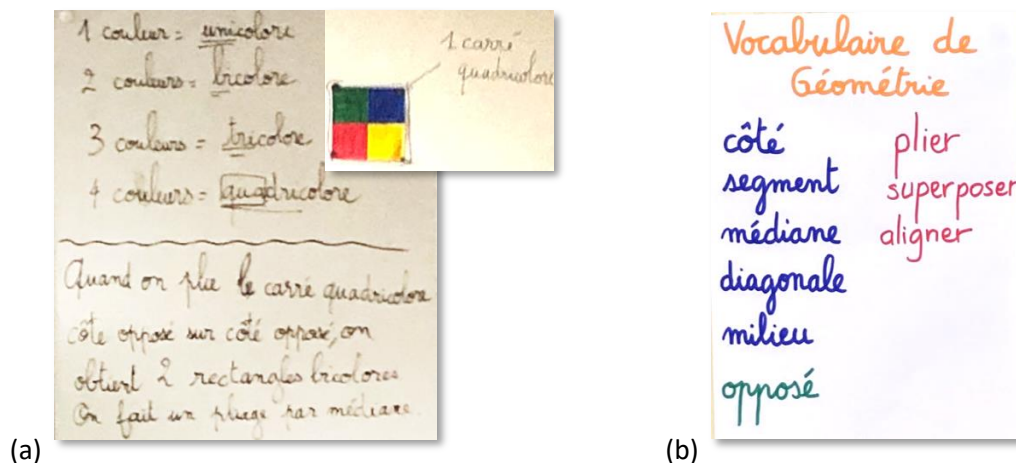 1 couleur = unicolore
2 couleurs = bicolore
3 couleurs = tricolore
4 couleurs = quadricolore
1 carré
quadricolore
Quand on plie le carré quadricolore
côte opposé sur côté opposé, on
obtient 2 rectangles bicolores
On fait un pliage par médiane.
(a)
Vocabulaire de
Géométrie
côté plier
segment superposer
médiane aligner
diagonale
milieu
opposé
(b)